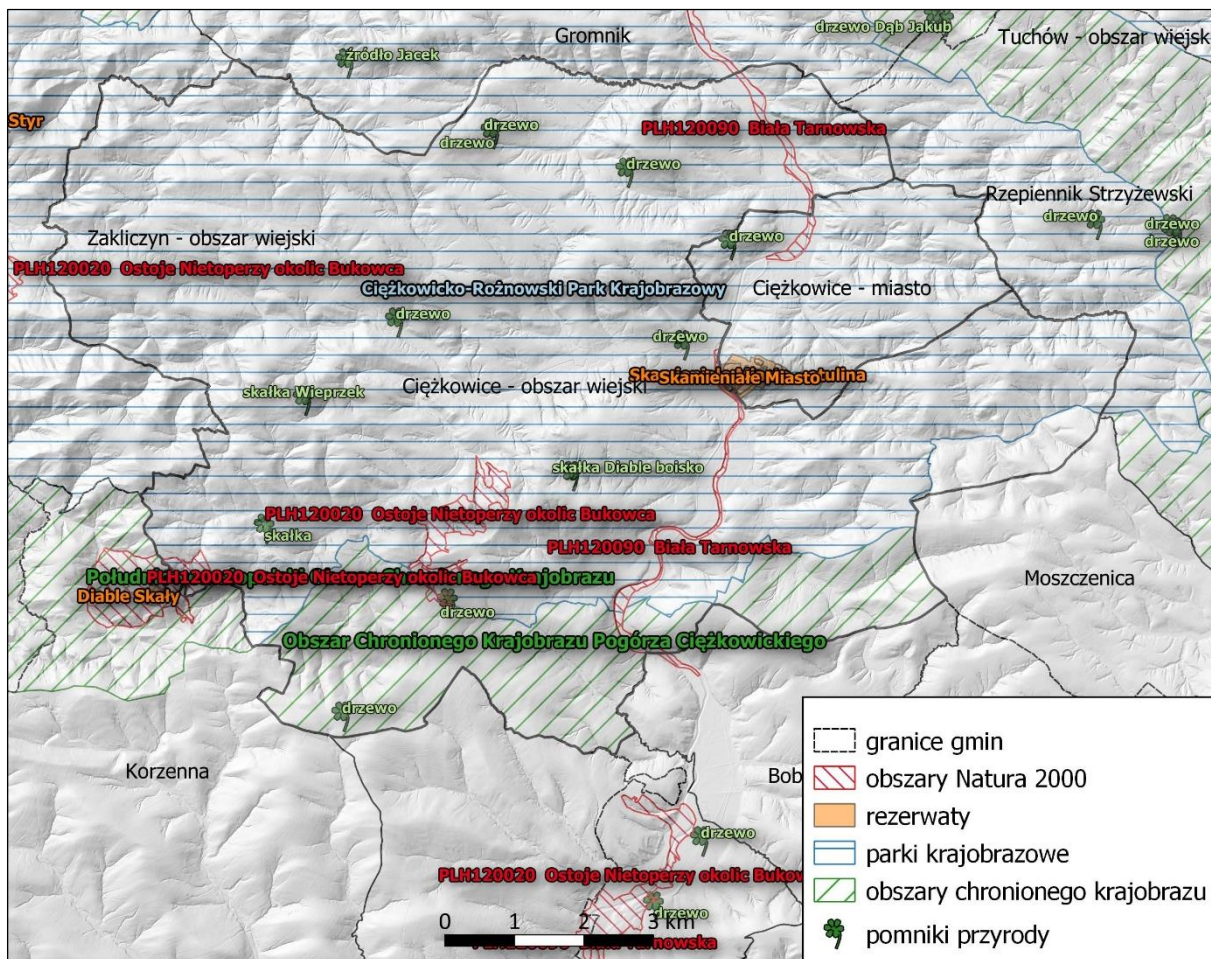 drzewo Dąb Jakub
Gromnik
Tuchów - obszar wiejsk
źródło Jacek
Styr
drzewo
drzewo
PLH120090 Biała Tarnowska
drzewo
Rzepiennik Strzyżewski
drzewo
drzewo
drzewo
Zakliczyn - obszar wiejski
drzewo
PLH120020 Ostoje Nietoperzy okolic Bukowca
Ciężkowicko-Rożnowski Park Krajobrazowy
Ciężkowice - miasto
drzewo
drzewo
Skamieniałe Miasto
Ciężkowice - obszar wiejski
skałka Wieprzek
skałka Diable boisko
PLH120020 Ostoje Nietoperzy okolic Bukowca
skałka
PLH120090 Biała Tarnowska
PLH120020 Ostoje Nietoperzy okolic Bukowca
Moszczenica
Diable Skały
drzewo
Obszar Chronionego Krajobrazu Pogórza Ciężkowickiego
drzewo
Korzenna
Bob
drzewo
PLH120020 Ostoje Nietoperzy okolic Bukow
drzewo
0 1 2 3 km
Tarnowska
granice gmin
obszary Natura 2000
rezerwaty
parki krajobrazowe
obszary chronionego krajobrazu
pomniki przyrody